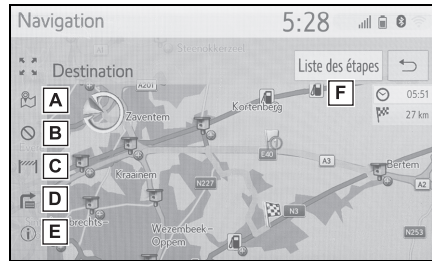 Navigation 5:28
Steenokkerzeel
Destination Liste des étapes
F
05:51
27 km
A
A201
Kortenberg
Zaventem
B
E40
A3
C
Kraainem
Bertem
N227
A2
D
N3
E
Wezembeek-
Oppem
N253